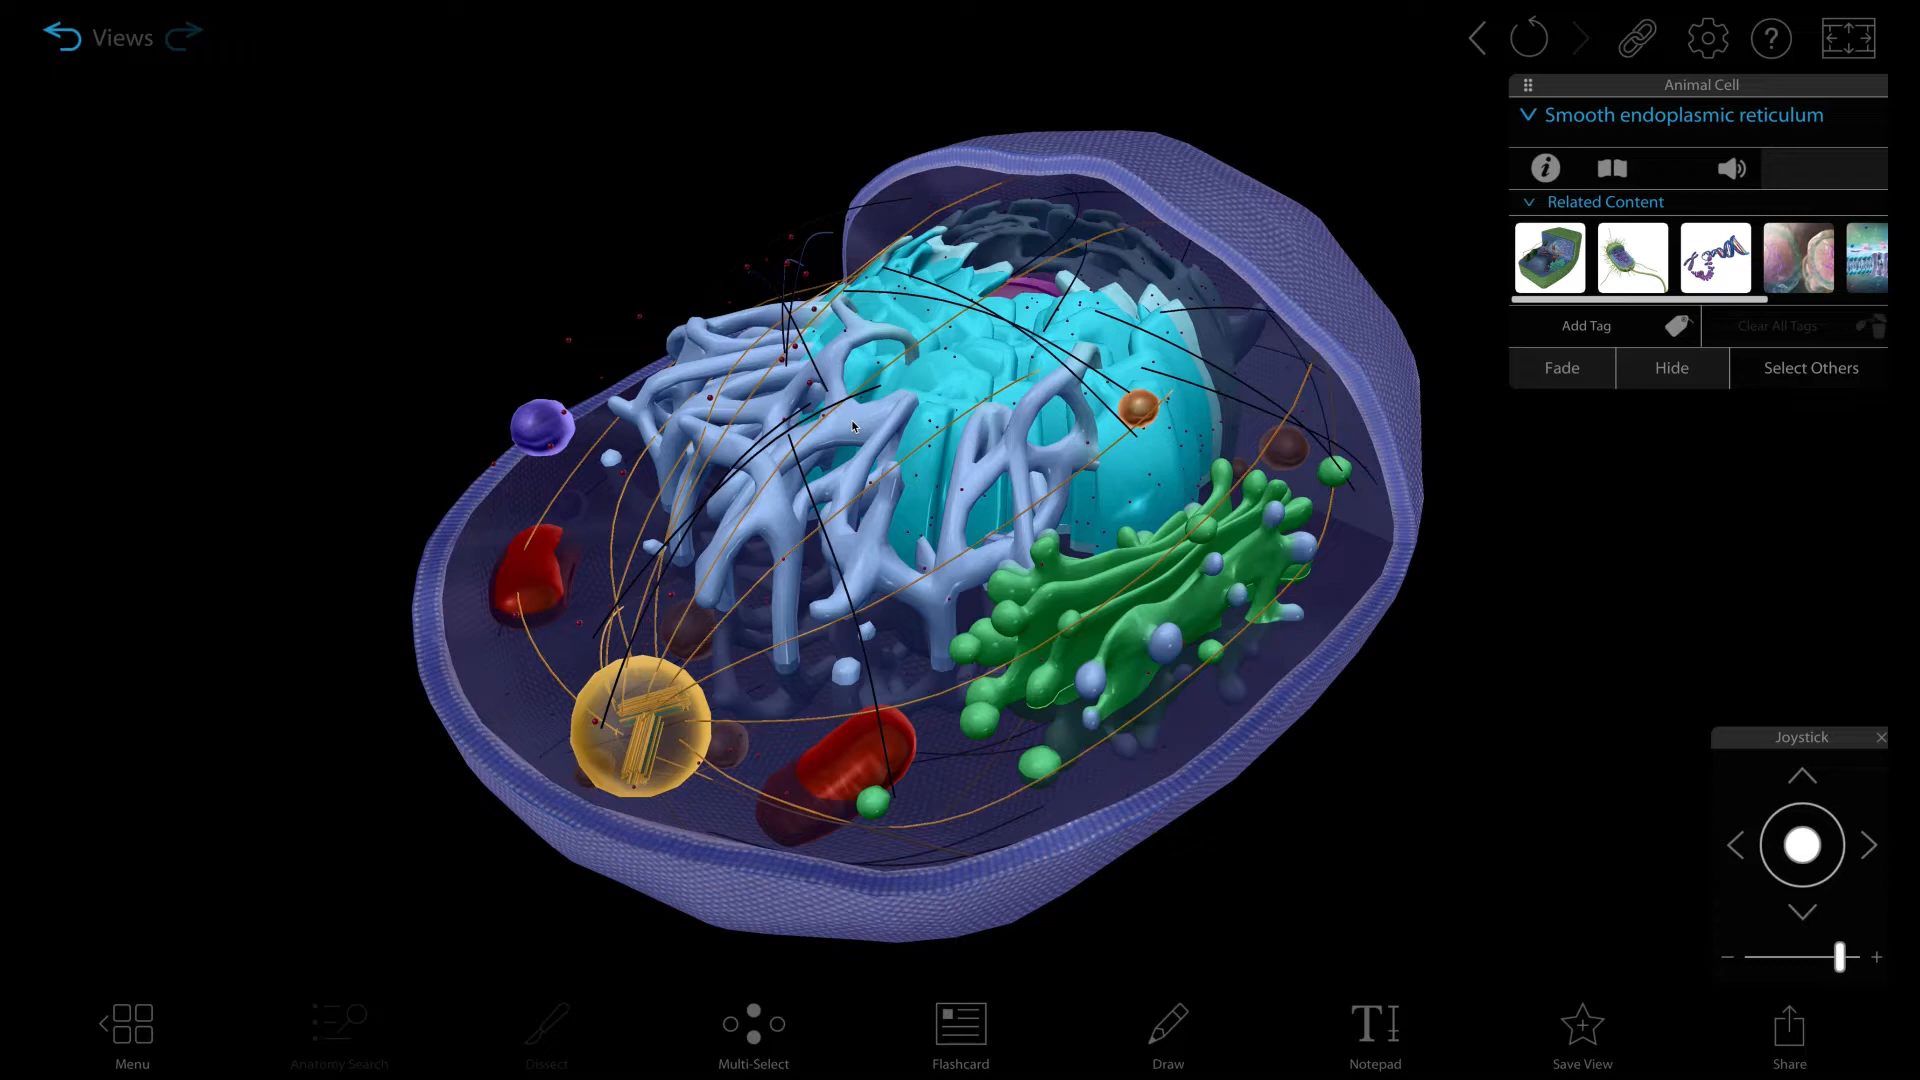 Views
Animal Cell
Smooth endoplasmic reticulum
Related Content
Add Tag
Clear All Tags
Fade
Hide
Select Others
Joystick
Menu
Anatomy Search
Dissect
Multi-Select
Flashcard
Draw
Notepad
Save View
Share